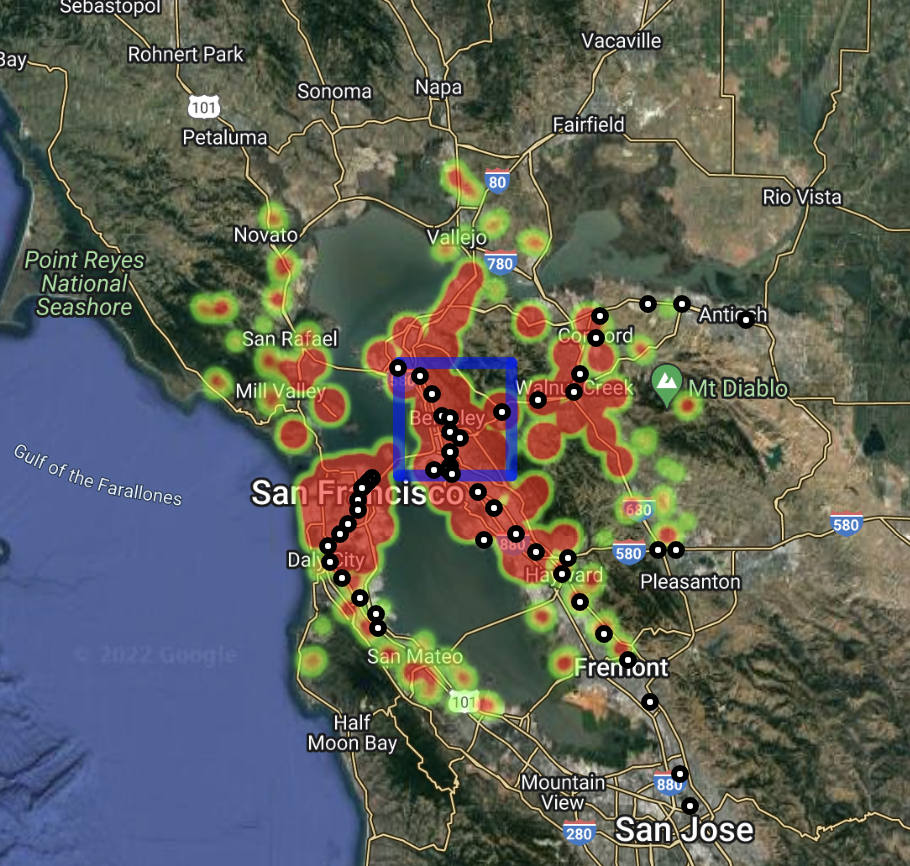 Sebastopol
Vacaville
Rohnert Park
Bay
Napa
Sonoma
101
Petaluma
Fairfield
80
Rio Vista
Novato
Vallejo
Point Reyes
National
Seashore
780
Antioch
San Rafael
Concord
Mill Valley
580
Walnut Creek
Mt Diablo
Berkeley
Gulf of the Farallones
San Francisco
680
580
880
580
Daly City
Hayward
Pleasanton
© 2022 Google
San Mateo
Fremont
101
Half
Moon Bay
Mountain
View
880
280
San Jose